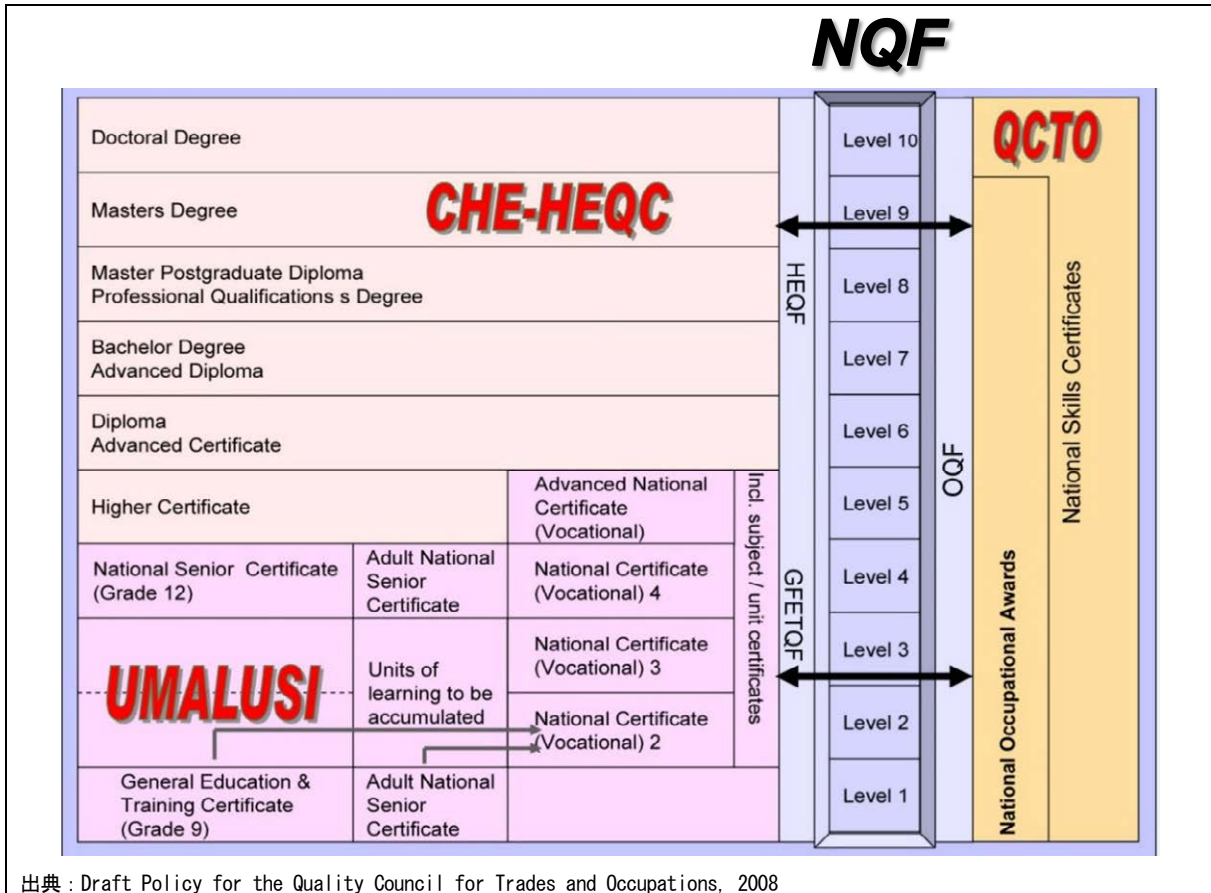 NQF
Doctoral Degree
Masters Degree
CHE-HEQC
Master Postgraduate Diploma
Professional Qualifications s Degree
Bachelor Degree
Advanced Diploma
Diploma
Advanced Certificate
Higher Certificate
Advanced National
Certificate
(Vocational)
National Senior Certificate
(Grade 12)
Adult National
Senior
Certificate
National Certificate
(Vocational) 4
UMALUSI
Units of
learning to be
accumulated
National Certificate
(Vocational) 3
National Certificate
(Vocational) 2
General Education &
Training Certificate
(Grade 9)
Adult National
Senior
Certificate
Incl. subject / unit certificates
HEQF
GFETQF
Level 10
Level 9
Level 8
Level 7
Level 6
Level 5
Level 4
Level 3
Level 2
Level 1
OQF
QCTO
National Occupational Awards
National Skills Certificates
出典：Draft Policy for the Quality Council for Trades and Occupations, 2008